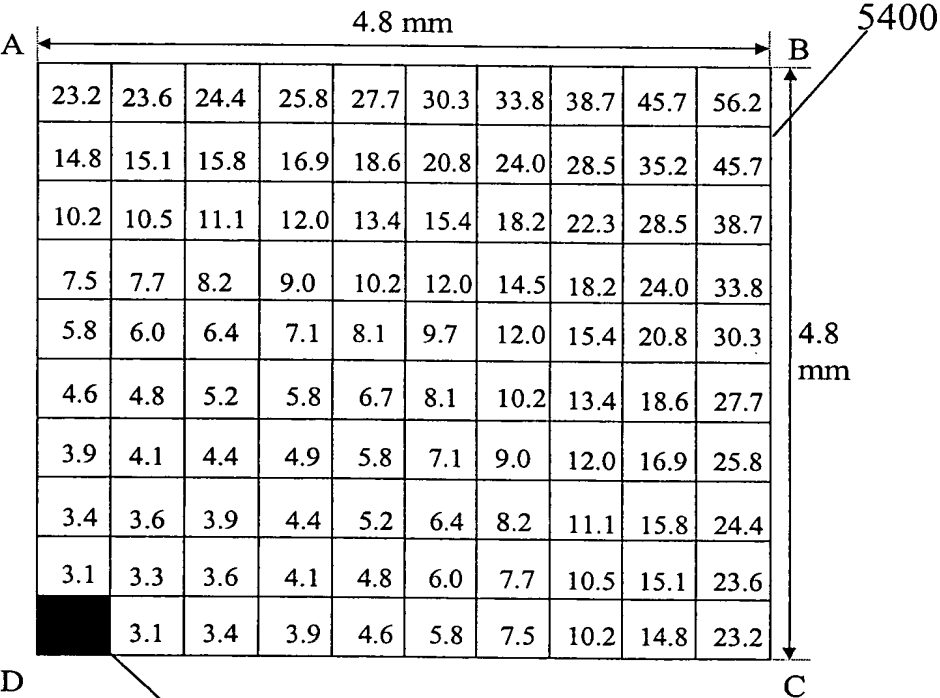 4.8 mm
5400
A
B
23.2 23.6 24.4 25.8 27.7 30.3 33.8 38.7 45.7 56.2
14.8 15.1 15.8 16.9 18.6 20.8 24.0 28.5 35.2 45.7
10.2 10.5 11.1 12.0 13.4 15.4 18.2 22.3 28.5 38.7
7.5 7.7 8.2 9.0 10.2 12.0 14.5 18.2 24.0 33.8
5.8 6.0 6.4 7.1 8.1 9.7 12.0 15.4 20.8 30.3
4.8
mm
4.6 4.8 5.2 5.8 6.7 8.1 10.2 13.4 18.6 27.7
3.9 4.1 4.4 4.9 5.8 7.1 9.0 12.0 16.9 25.8
3.4 3.6 3.9 4.4 5.2 6.4 8.2 11.1 15.8 24.4
3.1 3.3 3.6 4.1 4.8 6.0 7.7 10.5 15.1 23.6
3.1 3.4 3.9 4.6 5.8 7.5 10.2 14.8 23.2
D
C